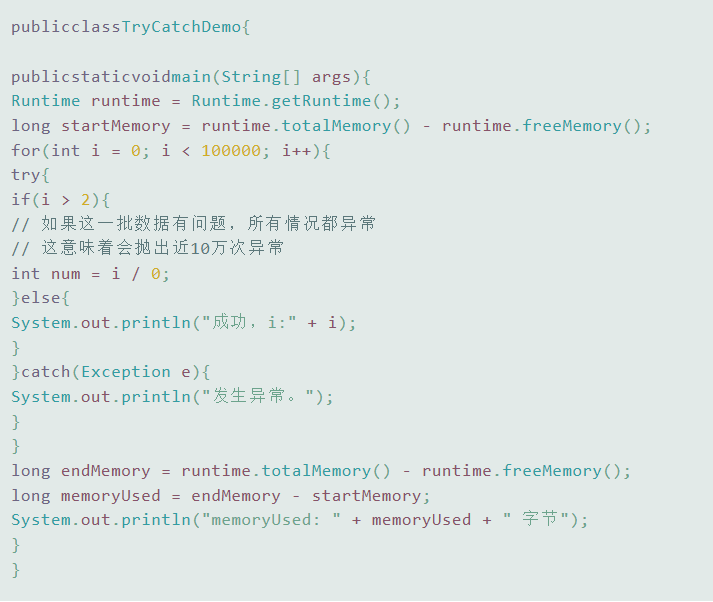 publicclassTryCatchDemo{
publicstaticvoidmain(String[] args){
Runtime runtime = Runtime.getRuntime();
long startMemory = runtime.totalMemory() - runtime.freeMemory();
for(int i = 0; i < 100000; i++){
try{
if(i > 2){
// 如果这一批数据有问题，所有情况都异常
// 这意味着会抛出近10万次异常
int num = i / 0;
}else{
System.out.println("成功，i:" + i);
}
}catch(Exception e){
System.out.println("发生异常。");
}
}
long endMemory = runtime.totalMemory() - runtime.freeMemory();
long memoryUsed = endMemory - startMemory;
System.out.println("memoryUsed: " + memoryUsed + " 字节");
}
}